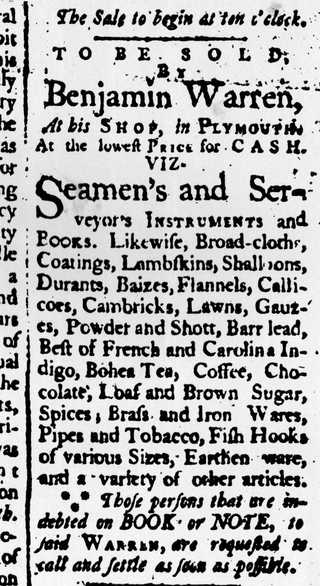 The Sale to begin at ten o'clock.
TO BE SOLD,
BY
Benjamin Warren,
At his SHOP, in PLYMOUTH
At the lowest PRICE for CASH.
VIZ.
Seamen's and Ser-
veyor's INSTRUMENTS and
BOOKS. Likewiſe, Broad-cloths,
Coatings, Lambſkins, Shalloons,
Durants, Baizes, Flannels, Calli-
coes, Cambricks, Lawns, Gauz-
es, Powder and Shott, Barr lead,
Beſt of French and Carolina In-
digo, Bohea Tea, Coffee, Cho-
colate, Loaf and Brown Sugar,
Spices; Braſs and Iron Wares,
Pipes and Tobacco, Fiſh Hooks
of various Sizes, Earthen ware,
and a variety of other articles.
*** Thoſe perſons that are in-
debted on BOOK or NOTE, to
ſaid WARREN, are requeſted to
call and ſettle as ſoon as poſſible.